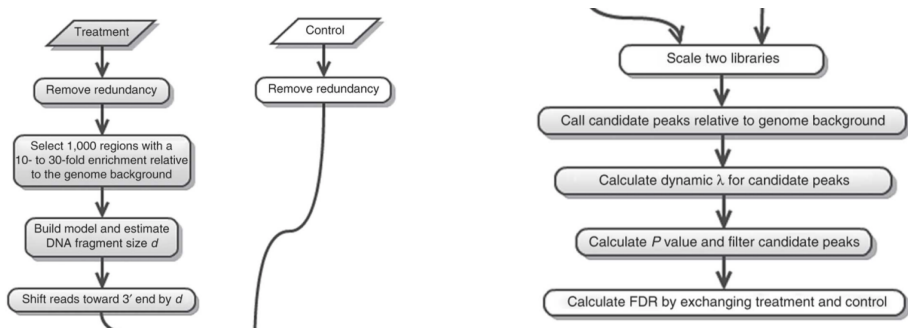 Treatment
Control
Remove redundancy
Remove redundancy
Select 1,000 regions with a
10- to 30-fold enrichment relative
to the genome background
Build model and estimate
DNA fragment size d
Shift reads toward 3′ end by d
Scale two libraries
Call candidate peaks relative to genome background
Calculate dynamic λ for candidate peaks
Calculate P value and filter candidate peaks
Calculate FDR by exchanging treatment and control